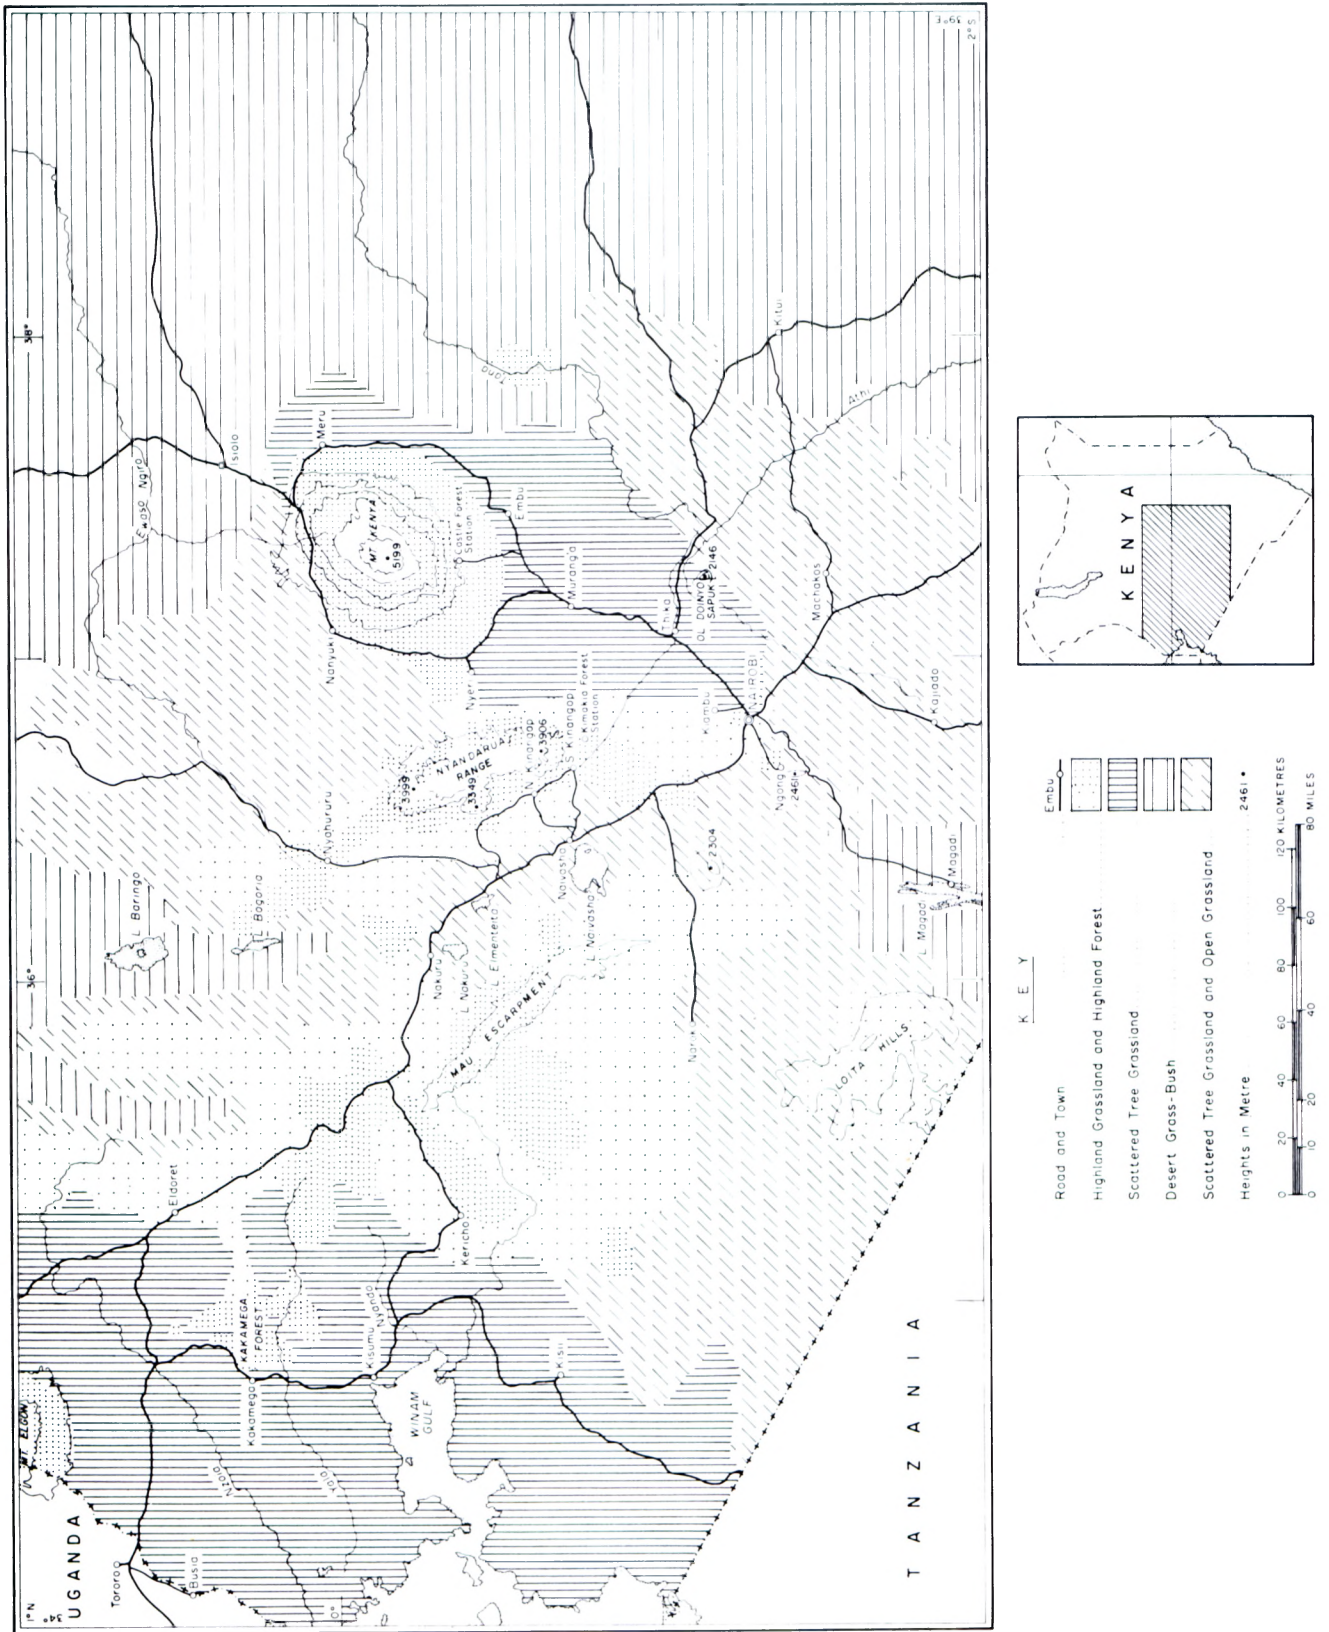 1°N
34°
36°
38°
39°E
2°S
0°
UGANDA
MT. ELGON
Tororo
Busia
Nzoia
Yala
Kakamega
KAKAMEGA
FOREST
Eldoret
Kisumu
Nyando
WINAM
GULF
Kericho
Kisii
TANZANIA
L. Baringo
L. Bogoria
Nyahururu
Nakuru
L. Nakuru
L. Elmenteita
MAU ESCARPMENT
Naivasha
L. Naivasha
LOITA HILLS
L. Magadi
Magadi
2304
Ngong
2461
Ewaso Ngiro
Isiolo
Meru
MT. KENYA
5199
Castle Forest
Station
Embu
Nanyuki
Nyeri
NYANDARUA
RANGE
3999
3349
3906
N. Kinangop
S. Kinangop
Kimakia Forest
Station
Murang'a
Thika
OL DOINYO
SAPUK 2146
Kiambu
NAIROBI
Machakos
Kajiado
Kitui
Tana
Athi
KENYA
KEY
Road and Town Embu
Highland Grassland and Highland Forest
Scattered Tree Grassland
Desert Grass-Bush
Scattered Tree Grassland and Open Grassland
Heights in Metre 2461
0 20 40 60 80 100 120 KILOMETRES
0 10 20 40 60 80 MILES